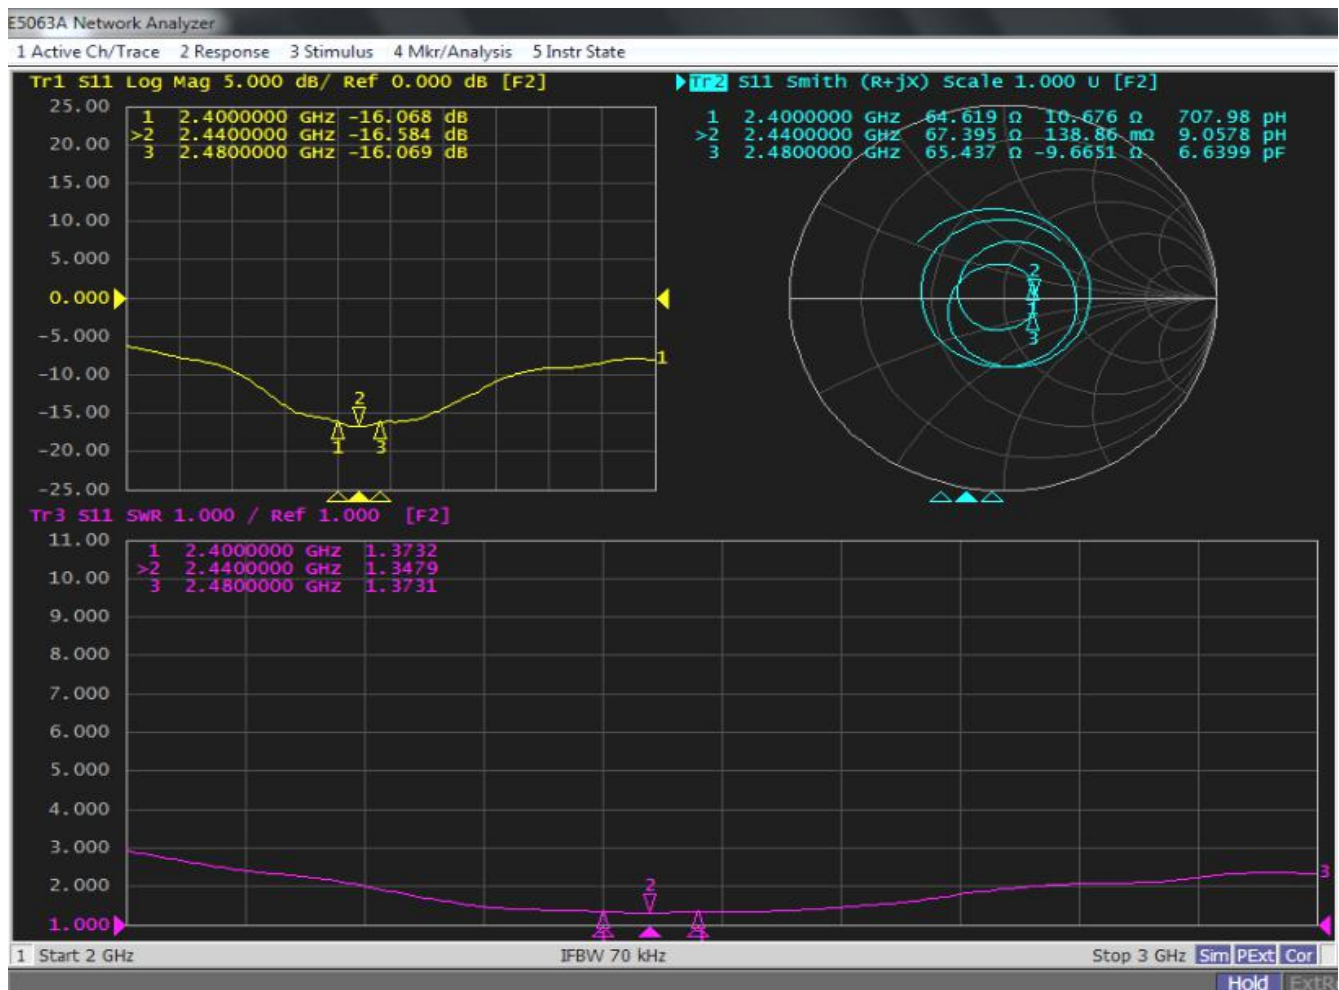 E5063A Network Analyzer
1 Active Ch/Trace 2 Response 3 Stimulus 4 Mkr/Analysis 5 Instr State
Tr1 S11 Log Mag 5.000 dB/ Ref 0.000 dB [F2]
25.00
20.00
15.00
10.00
5.000
0.000
-5.000
-10.00
-15.00
-20.00
-25.00
1 2.4000000 GHz -16.068 dB
>2 2.4400000 GHz -16.584 dB
3 2.4800000 GHz -16.069 dB
1
2
1
3
Tr2 S11 Smith (R+jX) Scale 1.000 U [F2]
1 2.4000000 GHz 64.619 Ω 10.676 Ω 707.98 pH
>2 2.4400000 GHz 67.395 Ω 138.86 mΩ 9.0578 pH
3 2.4800000 GHz 65.437 Ω -9.6651 Ω 6.6399 pF
2
1
3
Tr3 S11 SWR 1.000 / Ref 1.000 [F2]
11.00
10.00
9.000
8.000
7.000
6.000
5.000
4.000
3.000
2.000
1.000
1 2.4000000 GHz 1.3732
>2 2.4400000 GHz 1.3479
3 2.4800000 GHz 1.3731
2
3
1 Start 2 GHz IFBW 70 kHz Stop 3 GHz Sim PExt Cor
Hold ExtR